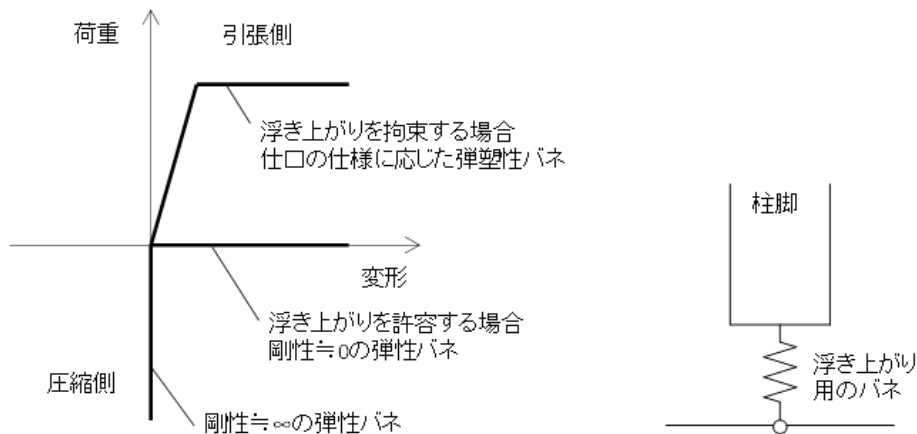 荷重
引張側
浮き上がりを拘束する場合
仕口の仕様に応じた弾塑性バネ
変形
浮き上がりを許容する場合
剛性≒0の弾性バネ
圧縮側
剛性≒∞の弾性バネ
柱脚
浮き上がり
用のバネ